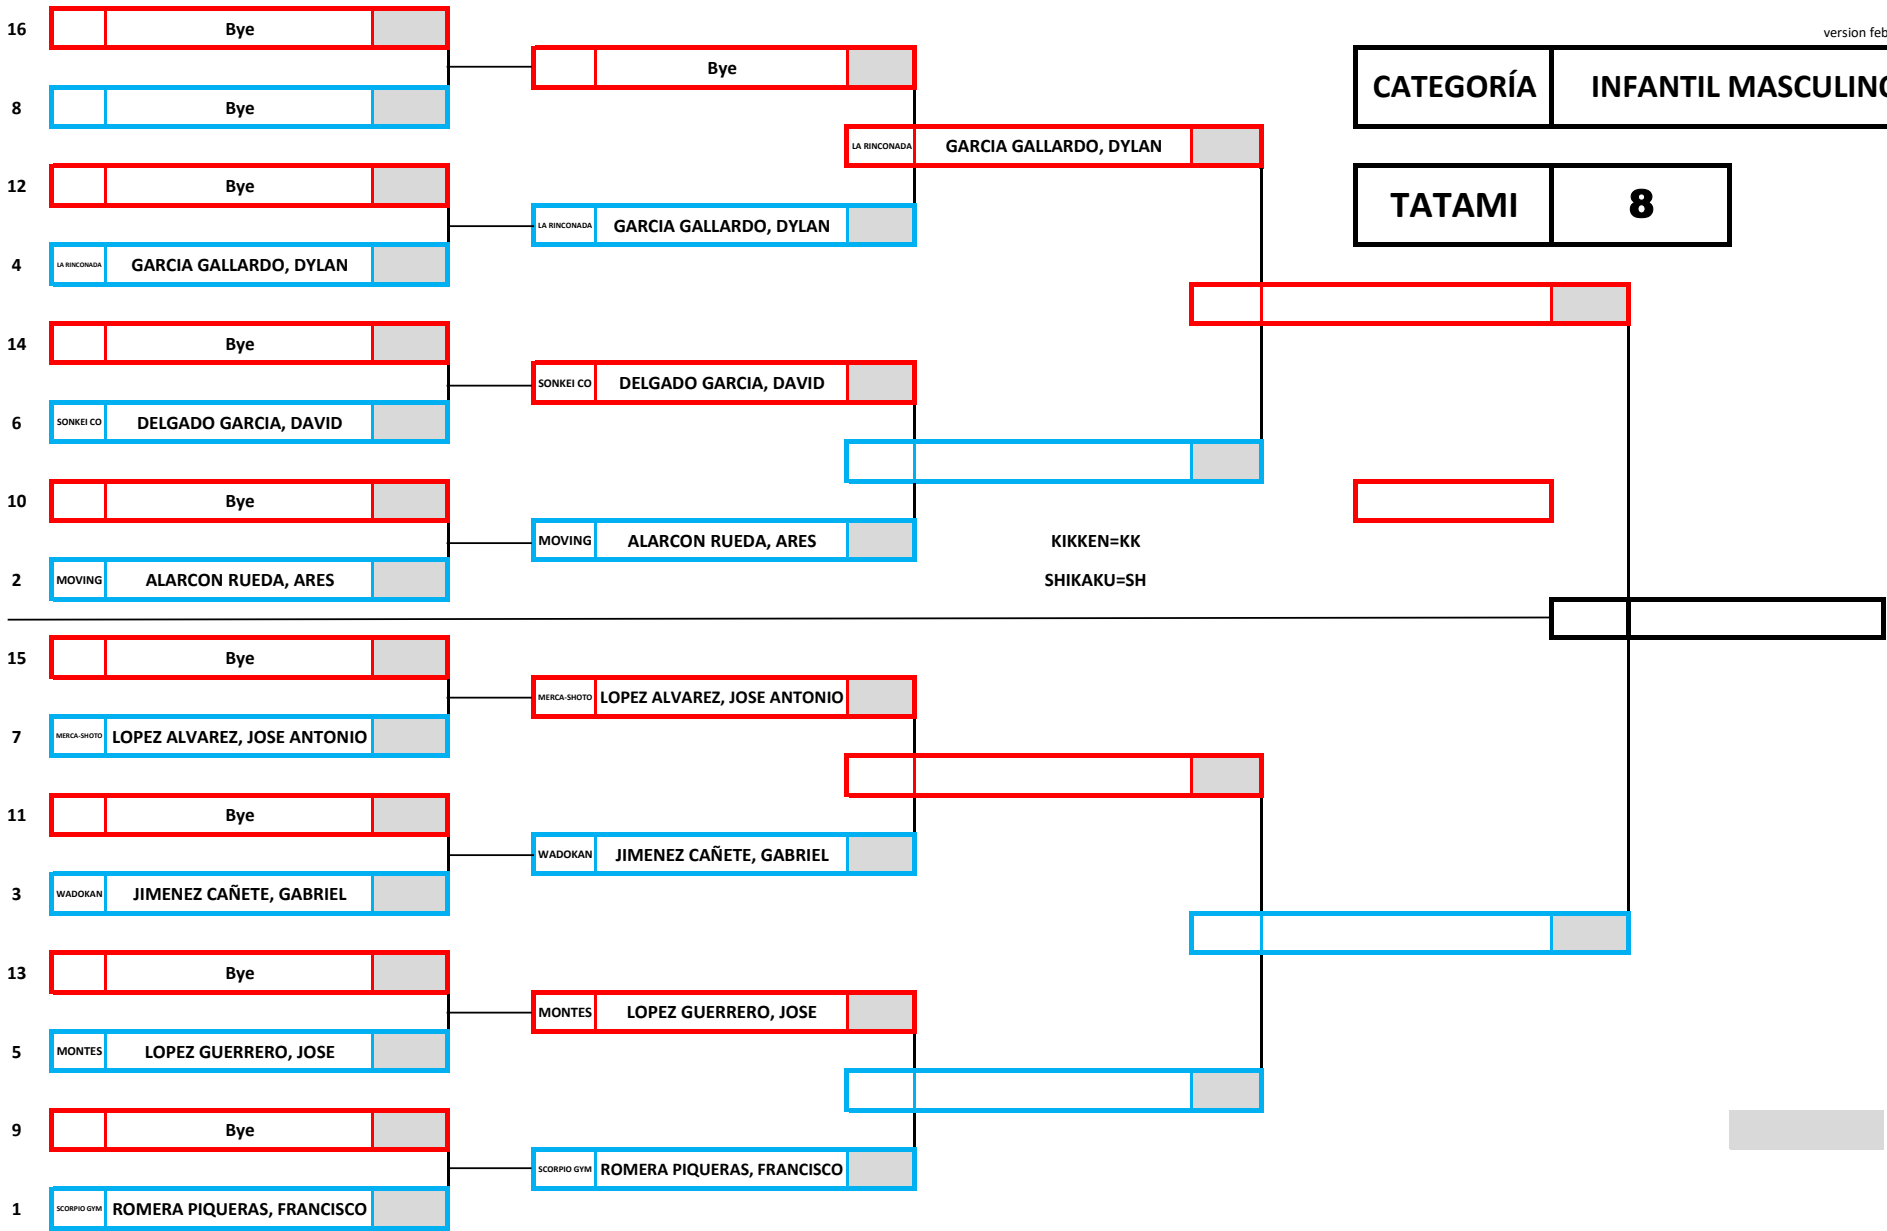 version feb
16 Bye
Bye
CATEGORÍA INFANTIL MASCULINO
8 Bye
LA RINCONADA GARCIA GALLARDO, DYLAN
12 Bye
TATAMI 8
LA RINCONADA GARCIA GALLARDO, DYLAN
4 LA RINCONADA GARCIA GALLARDO, DYLAN
14 Bye
SONKEI CO DELGADO GARCIA, DAVID
6 SONKEI CO DELGADO GARCIA, DAVID
10 Bye
MOVING ALARCON RUEDA, ARES
KIKKEN=KK
2 MOVING ALARCON RUEDA, ARES
SHIKAKU=SH
15 Bye
MERCA-SHOTO LOPEZ ALVAREZ, JOSE ANTONIO
7 MERCA-SHOTO LOPEZ ALVAREZ, JOSE ANTONIO
11 Bye
WADOKAN JIMENEZ CAÑETE, GABRIEL
3 WADOKAN JIMENEZ CAÑETE, GABRIEL
13 Bye
MONTES LOPEZ GUERRERO, JOSE
5 MONTES LOPEZ GUERRERO, JOSE
9 Bye
SCORPIO GYM ROMERA PIQUERAS, FRANCISCO
1 SCORPIO GYM ROMERA PIQUERAS, FRANCISCO